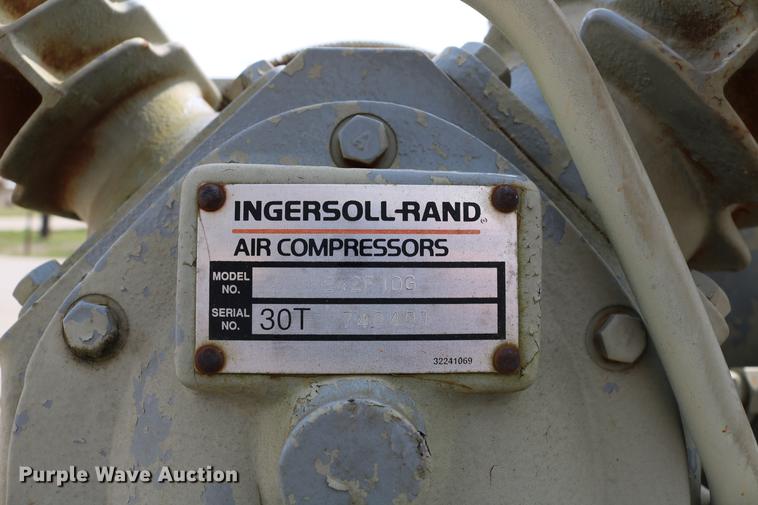 INGERSOLL-RAND
AIR COMPRESSORS
MODEL NO.
SERIAL NO. 30T
32241069
Purple Wave Auction